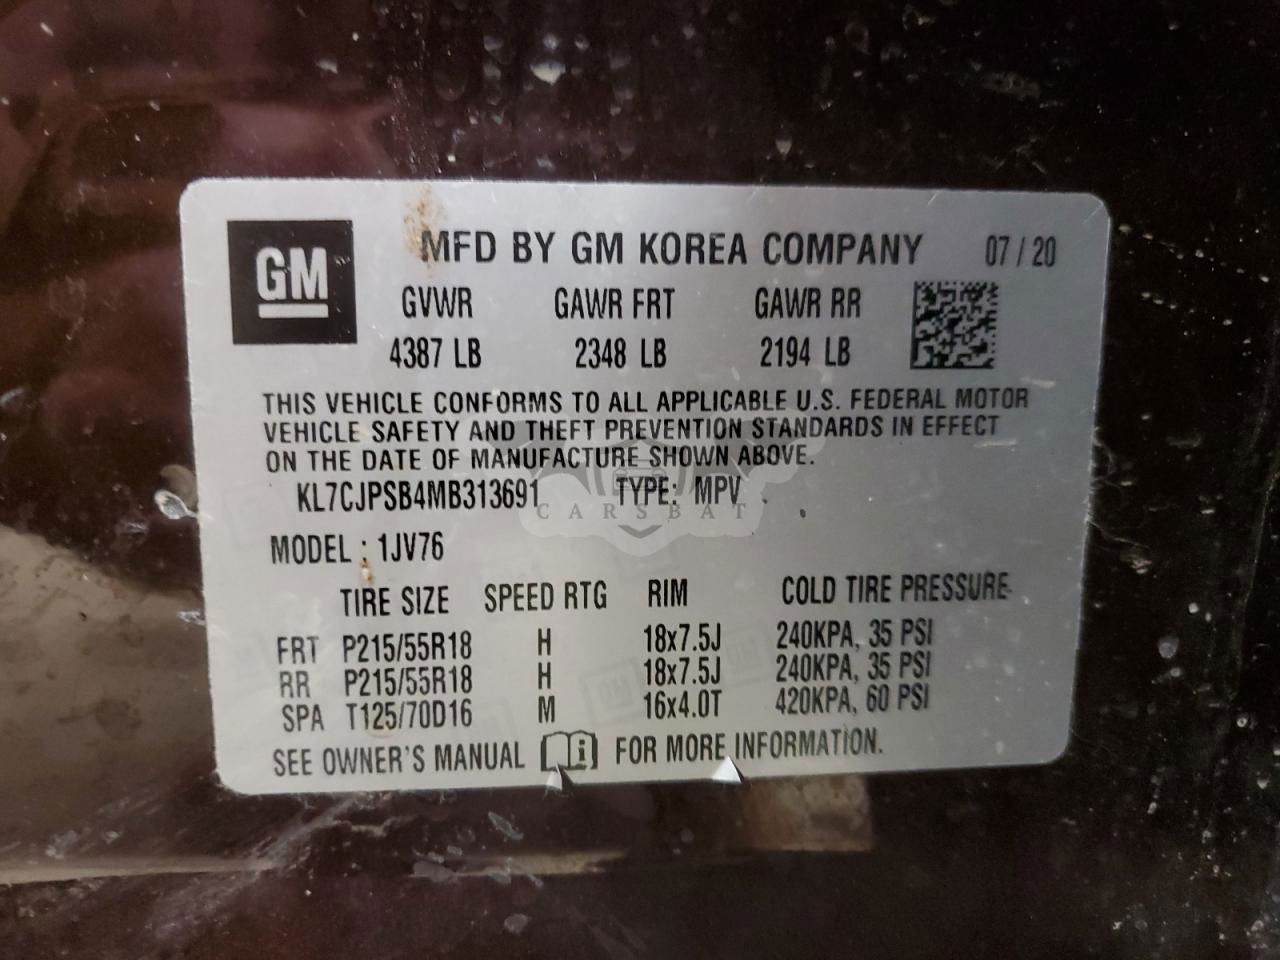 GM
MFD BY GM KOREA COMPANY 07/20
GVWR GAWR FRT GAWR RR
4387 LB 2348 LB 2194 LB
THIS VEHICLE CONFORMS TO ALL APPLICABLE U.S. FEDERAL MOTOR
VEHICLE SAFETY AND THEFT PREVENTION STANDARDS IN EFFECT
ON THE DATE OF MANUFACTURE SHOWN ABOVE.
KL7CJPSB4MB313691 TYPE: MPV
CARSBAT
MODEL : 1JV76
TIRE SIZE SPEED RTG RIM COLD TIRE PRESSURE
FRT P215/55R18 H 18x7.5J 240KPA, 35 PSI
RR P215/55R18 H 18x7.5J 240KPA, 35 PSI
SPA T125/70D16 M 16x4.0T 420KPA, 60 PSI
SEE OWNER'S MANUAL i FOR MORE INFORMATION.